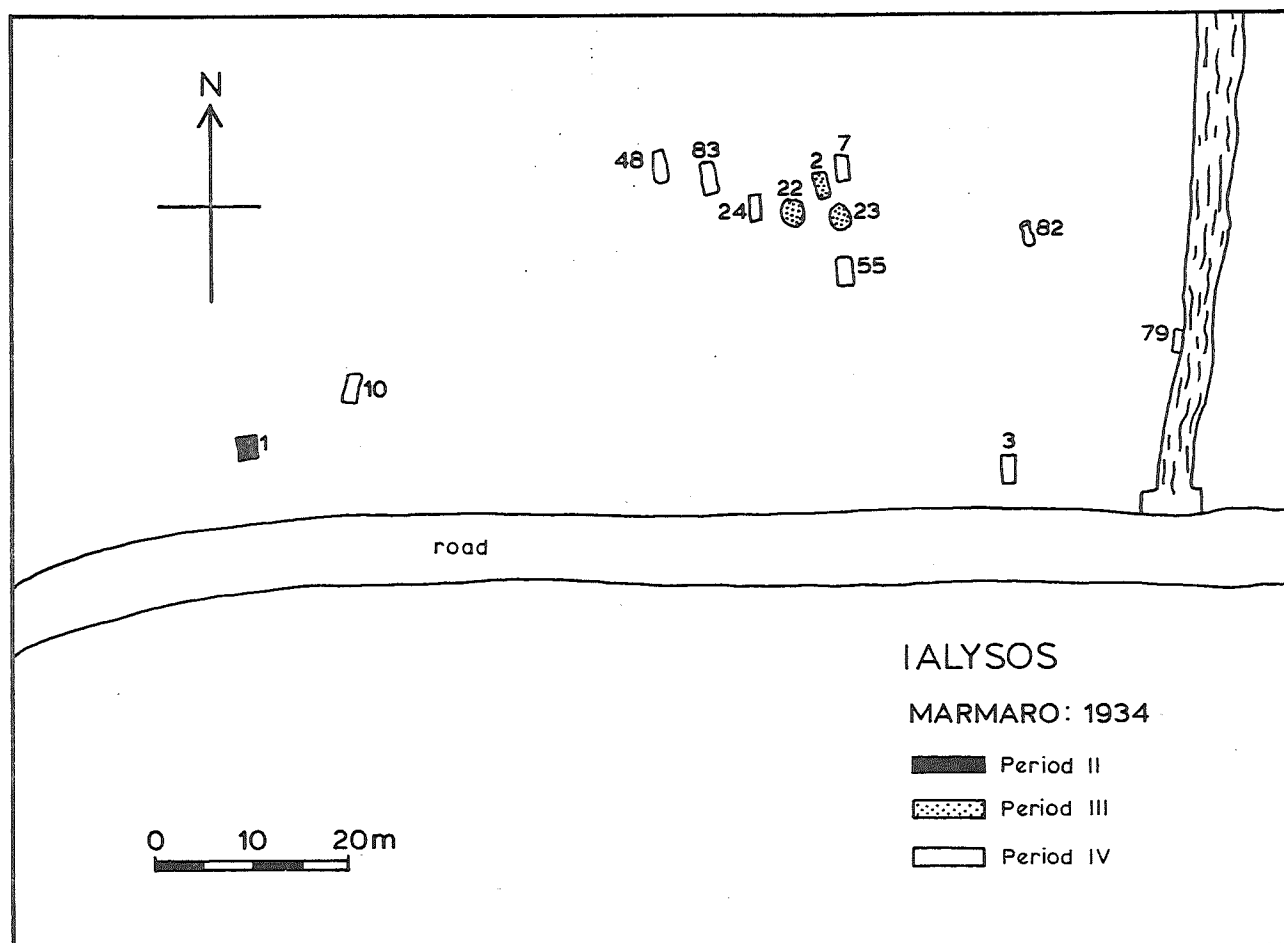 N
7
48
83
2
22
24
23
82
55
79
10
1
3
road
IALYSOS
MARMARO: 1934
Period II
Period III
Period IV
0 10 20m